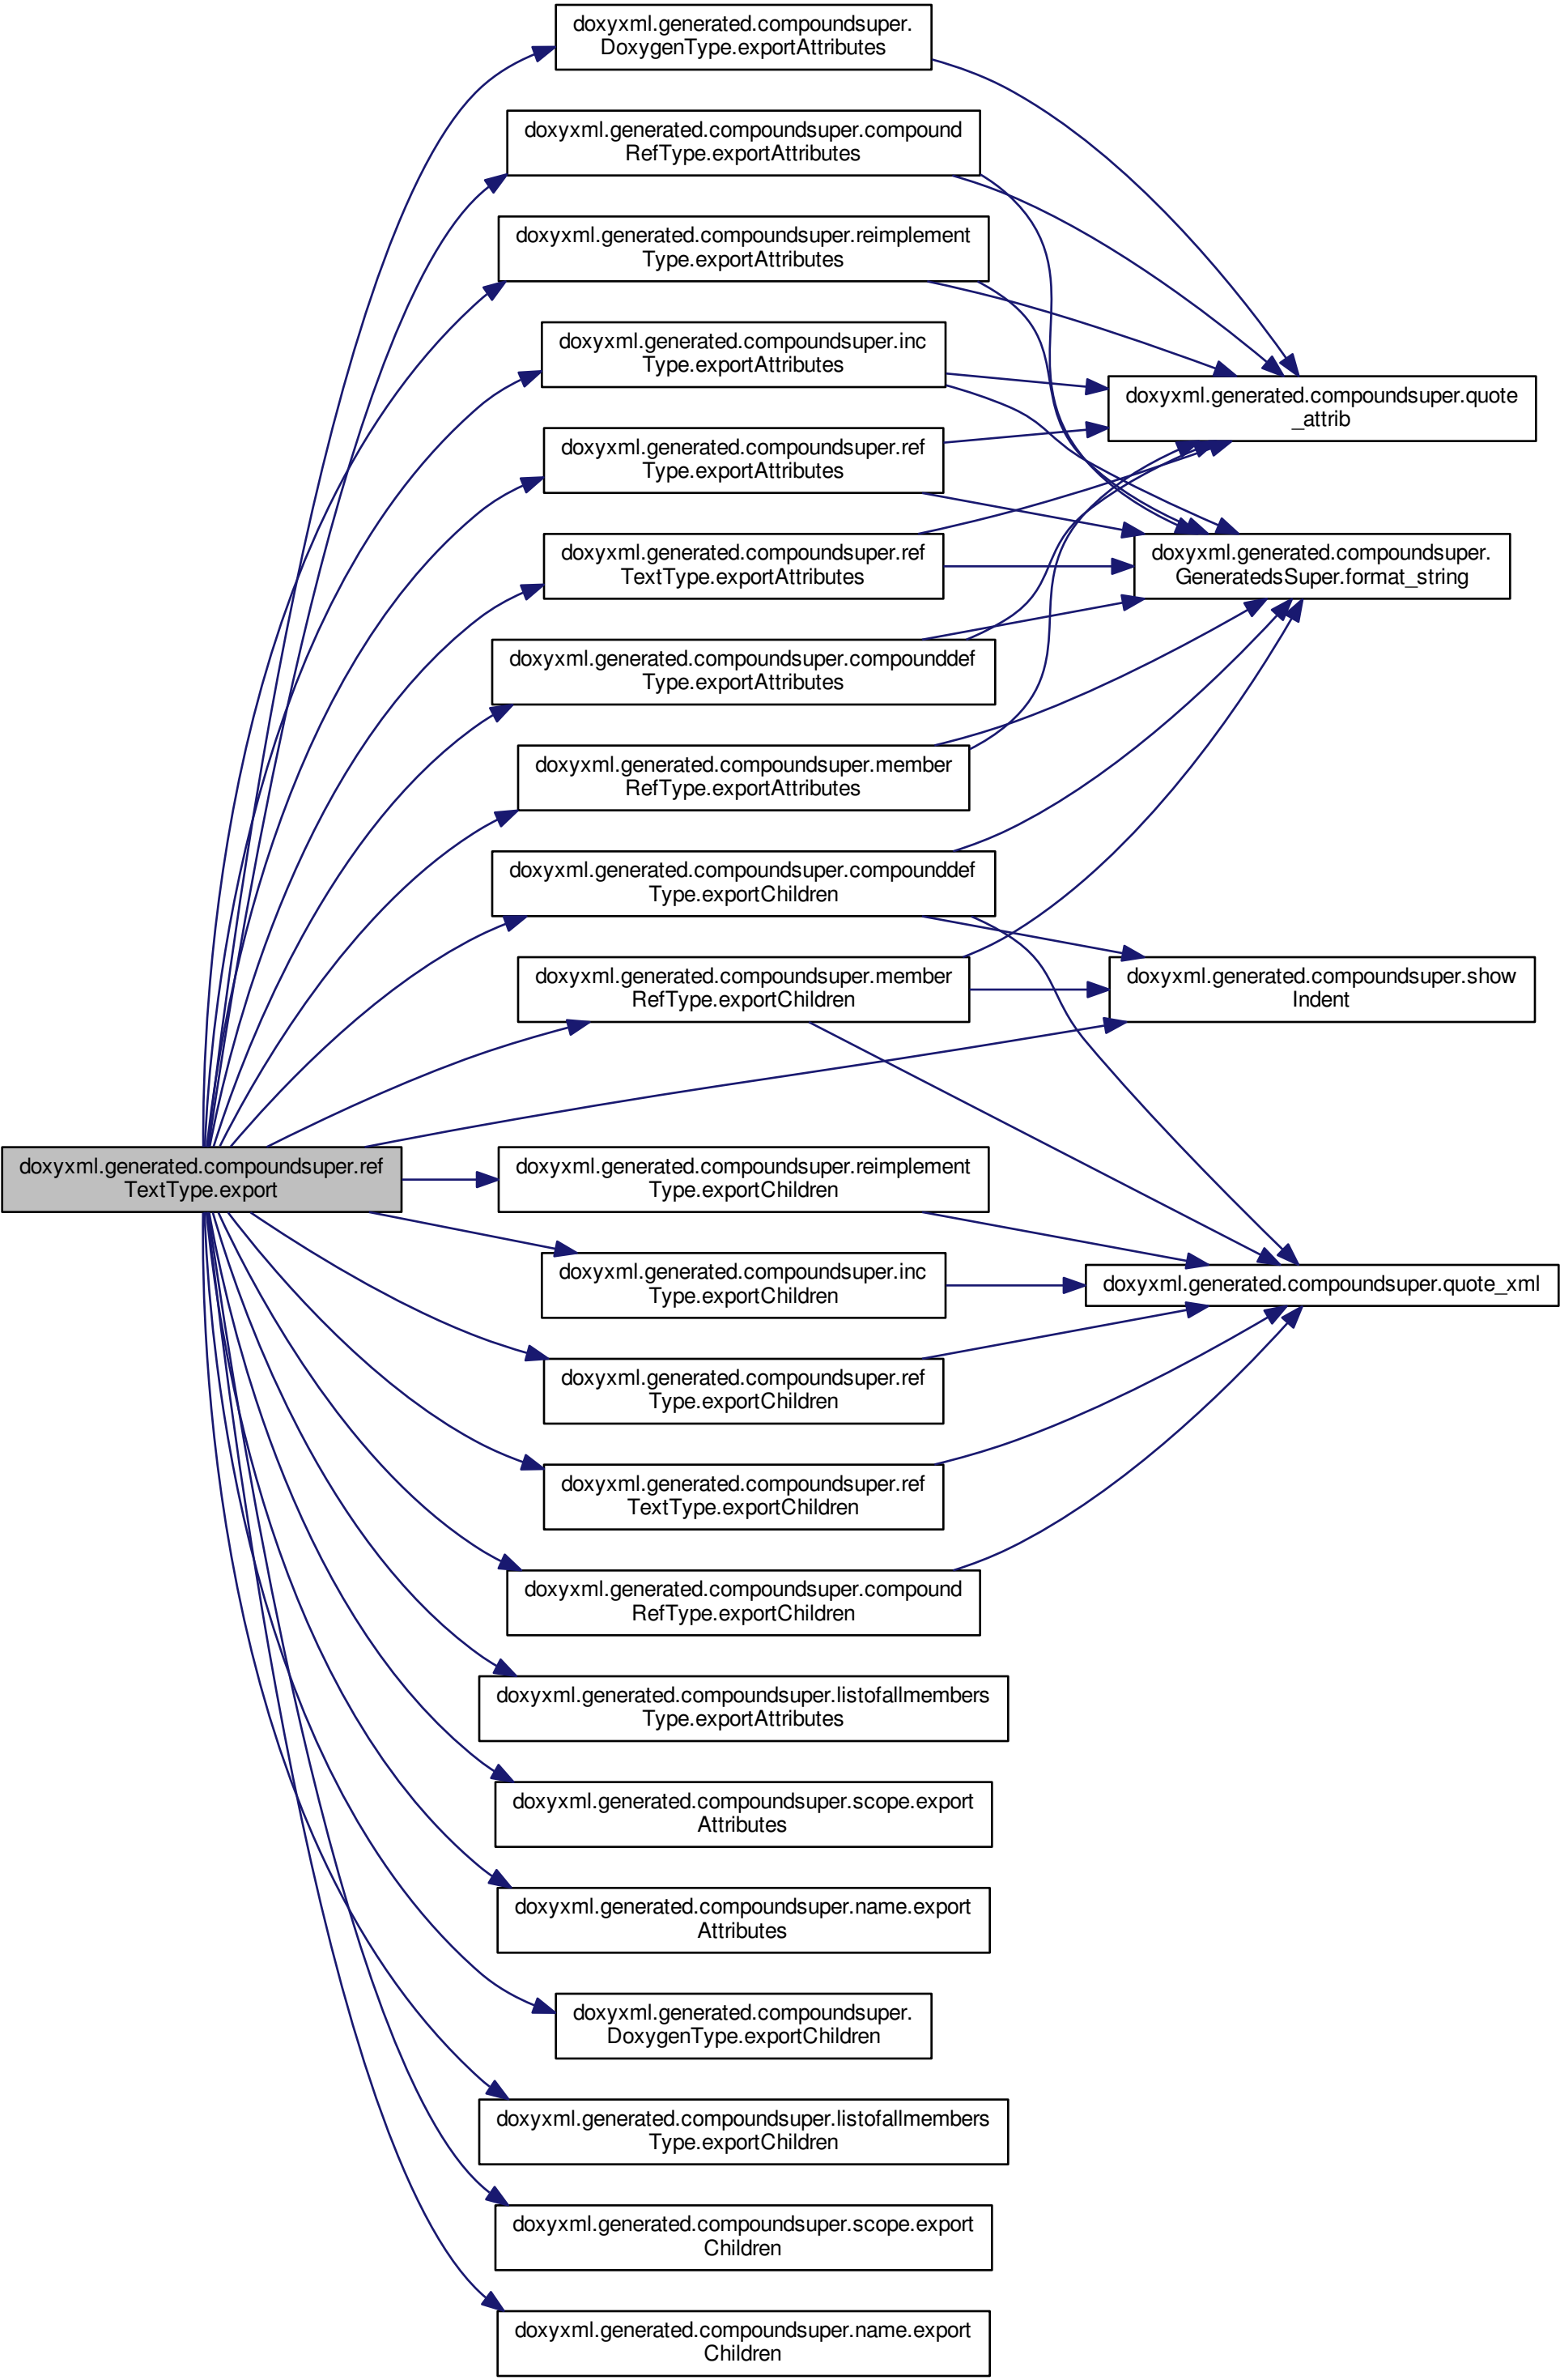 doxyxml.generated.compoundsuper.
DoxygenType.exportAttributes
doxyxml.generated.compoundsuper.compound
RefType.exportAttributes
doxyxml.generated.compoundsuper.reimplement
Type.exportAttributes
doxyxml.generated.compoundsuper.inc
Type.exportAttributes
doxyxml.generated.compoundsuper.quote
_attrib
doxyxml.generated.compoundsuper.ref
Type.exportAttributes
doxyxml.generated.compoundsuper.ref
TextType.exportAttributes
doxyxml.generated.compoundsuper.
GeneratedsSuper.format_string
doxyxml.generated.compoundsuper.compounddef
Type.exportAttributes
doxyxml.generated.compoundsuper.member
RefType.exportAttributes
doxyxml.generated.compoundsuper.compounddef
Type.exportChildren
doxyxml.generated.compoundsuper.member
RefType.exportChildren
doxyxml.generated.compoundsuper.show
Indent
doxyxml.generated.compoundsuper.ref
TextType.export
doxyxml.generated.compoundsuper.reimplement
Type.exportChildren
doxyxml.generated.compoundsuper.inc
Type.exportChildren
doxyxml.generated.compoundsuper.quote_xml
doxyxml.generated.compoundsuper.ref
Type.exportChildren
doxyxml.generated.compoundsuper.ref
TextType.exportChildren
doxyxml.generated.compoundsuper.compound
RefType.exportChildren
doxyxml.generated.compoundsuper.listofallmembers
Type.exportAttributes
doxyxml.generated.compoundsuper.scope.export
Attributes
doxyxml.generated.compoundsuper.name.export
Attributes
doxyxml.generated.compoundsuper.
DoxygenType.exportChildren
doxyxml.generated.compoundsuper.listofallmembers
Type.exportChildren
doxyxml.generated.compoundsuper.scope.export
Children
doxyxml.generated.compoundsuper.name.export
Children